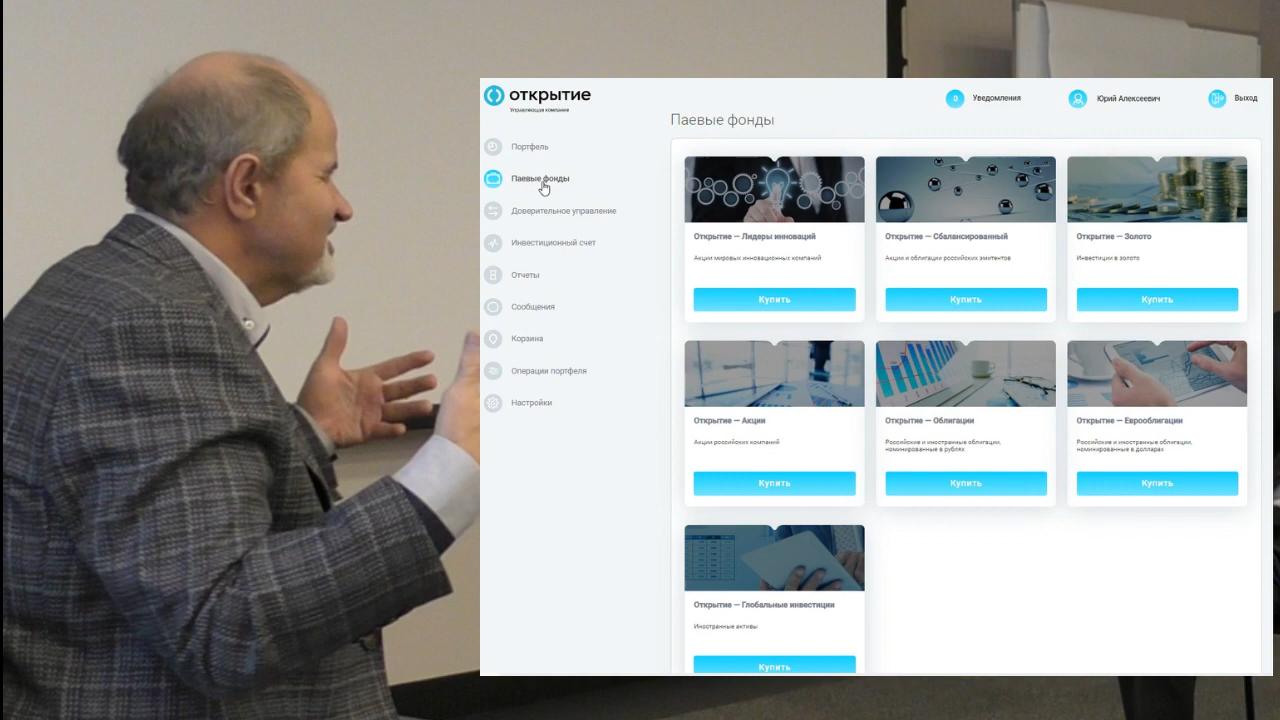 открытие
Управляющая компания
0
Уведомления
Юрий Алексеевич
Выход
Паевые фонды
Портфель
Паевые фонды
Доверительное управление
Инвестиционный счет
Отчеты
Сообщения
Корзина
Операции портфеля
Настройки
Открытие — Лидеры инноваций
Акции мировых инновационных компаний
Купить
Открытие — Сбалансированный
Акции и облигации российских эмитентов
Купить
Открытие — Золото
Инвестиции в золото
Купить
Открытие — Акции
Акции российских компаний
Купить
Открытие — Облигации
Российские и иностранные облигации,
номинированные в рублях
Купить
Открытие — Еврооблигации
Российские и иностранные облигации,
номинированные в долларах
Купить
Открытие — Глобальные инвестиции
Иностранные активы
Купить